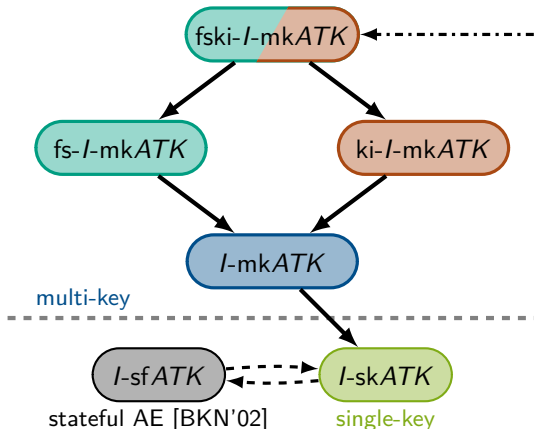 fski-I-mkATK
fs-I-mkATK
ki-I-mkATK
I-mkATK
multi-key
I-sfATK
I-skATK
stateful AE [BKN'02]
single-key